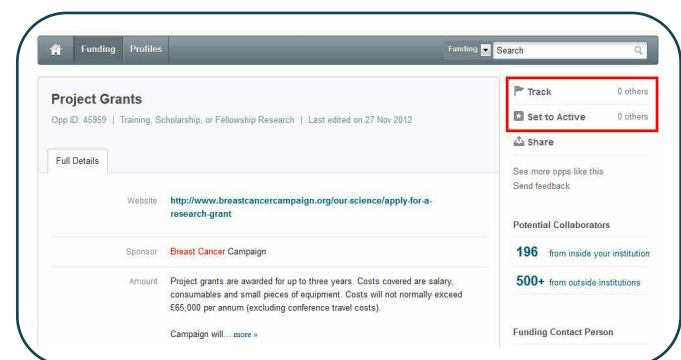 Funding Profiles Funding Search
Project Grants
Opp ID: 45959 | Training, Scholarship, or Fellowship Research | Last edited on 27 Nov 2012
Full Details
Website http://www.breastcancercampaign.org/our-science/apply-for-a-
research-grant
Sponsor Breast Cancer Campaign
Amount Project grants are awarded for up to three years. Costs covered are salary,
consumables and small pieces of equipment. Costs will not normally exceed
£65,000 per annum (excluding conference travel costs).
Campaign will... more »
Track 0 others
Set to Active 0 others
Share
See more opps like this
Send feedback
Potential Collaborators
196 from inside your institution
500+ from outside institutions
Funding Contact Person